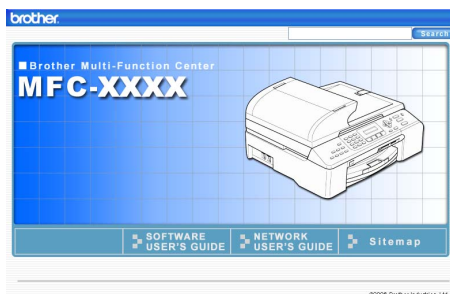 brother.
Search
■Brother Multi-Function Center
MFC-XXXX
SOFTWARE
USER'S GUIDE
NETWORK
USER'S GUIDE
Sitemap